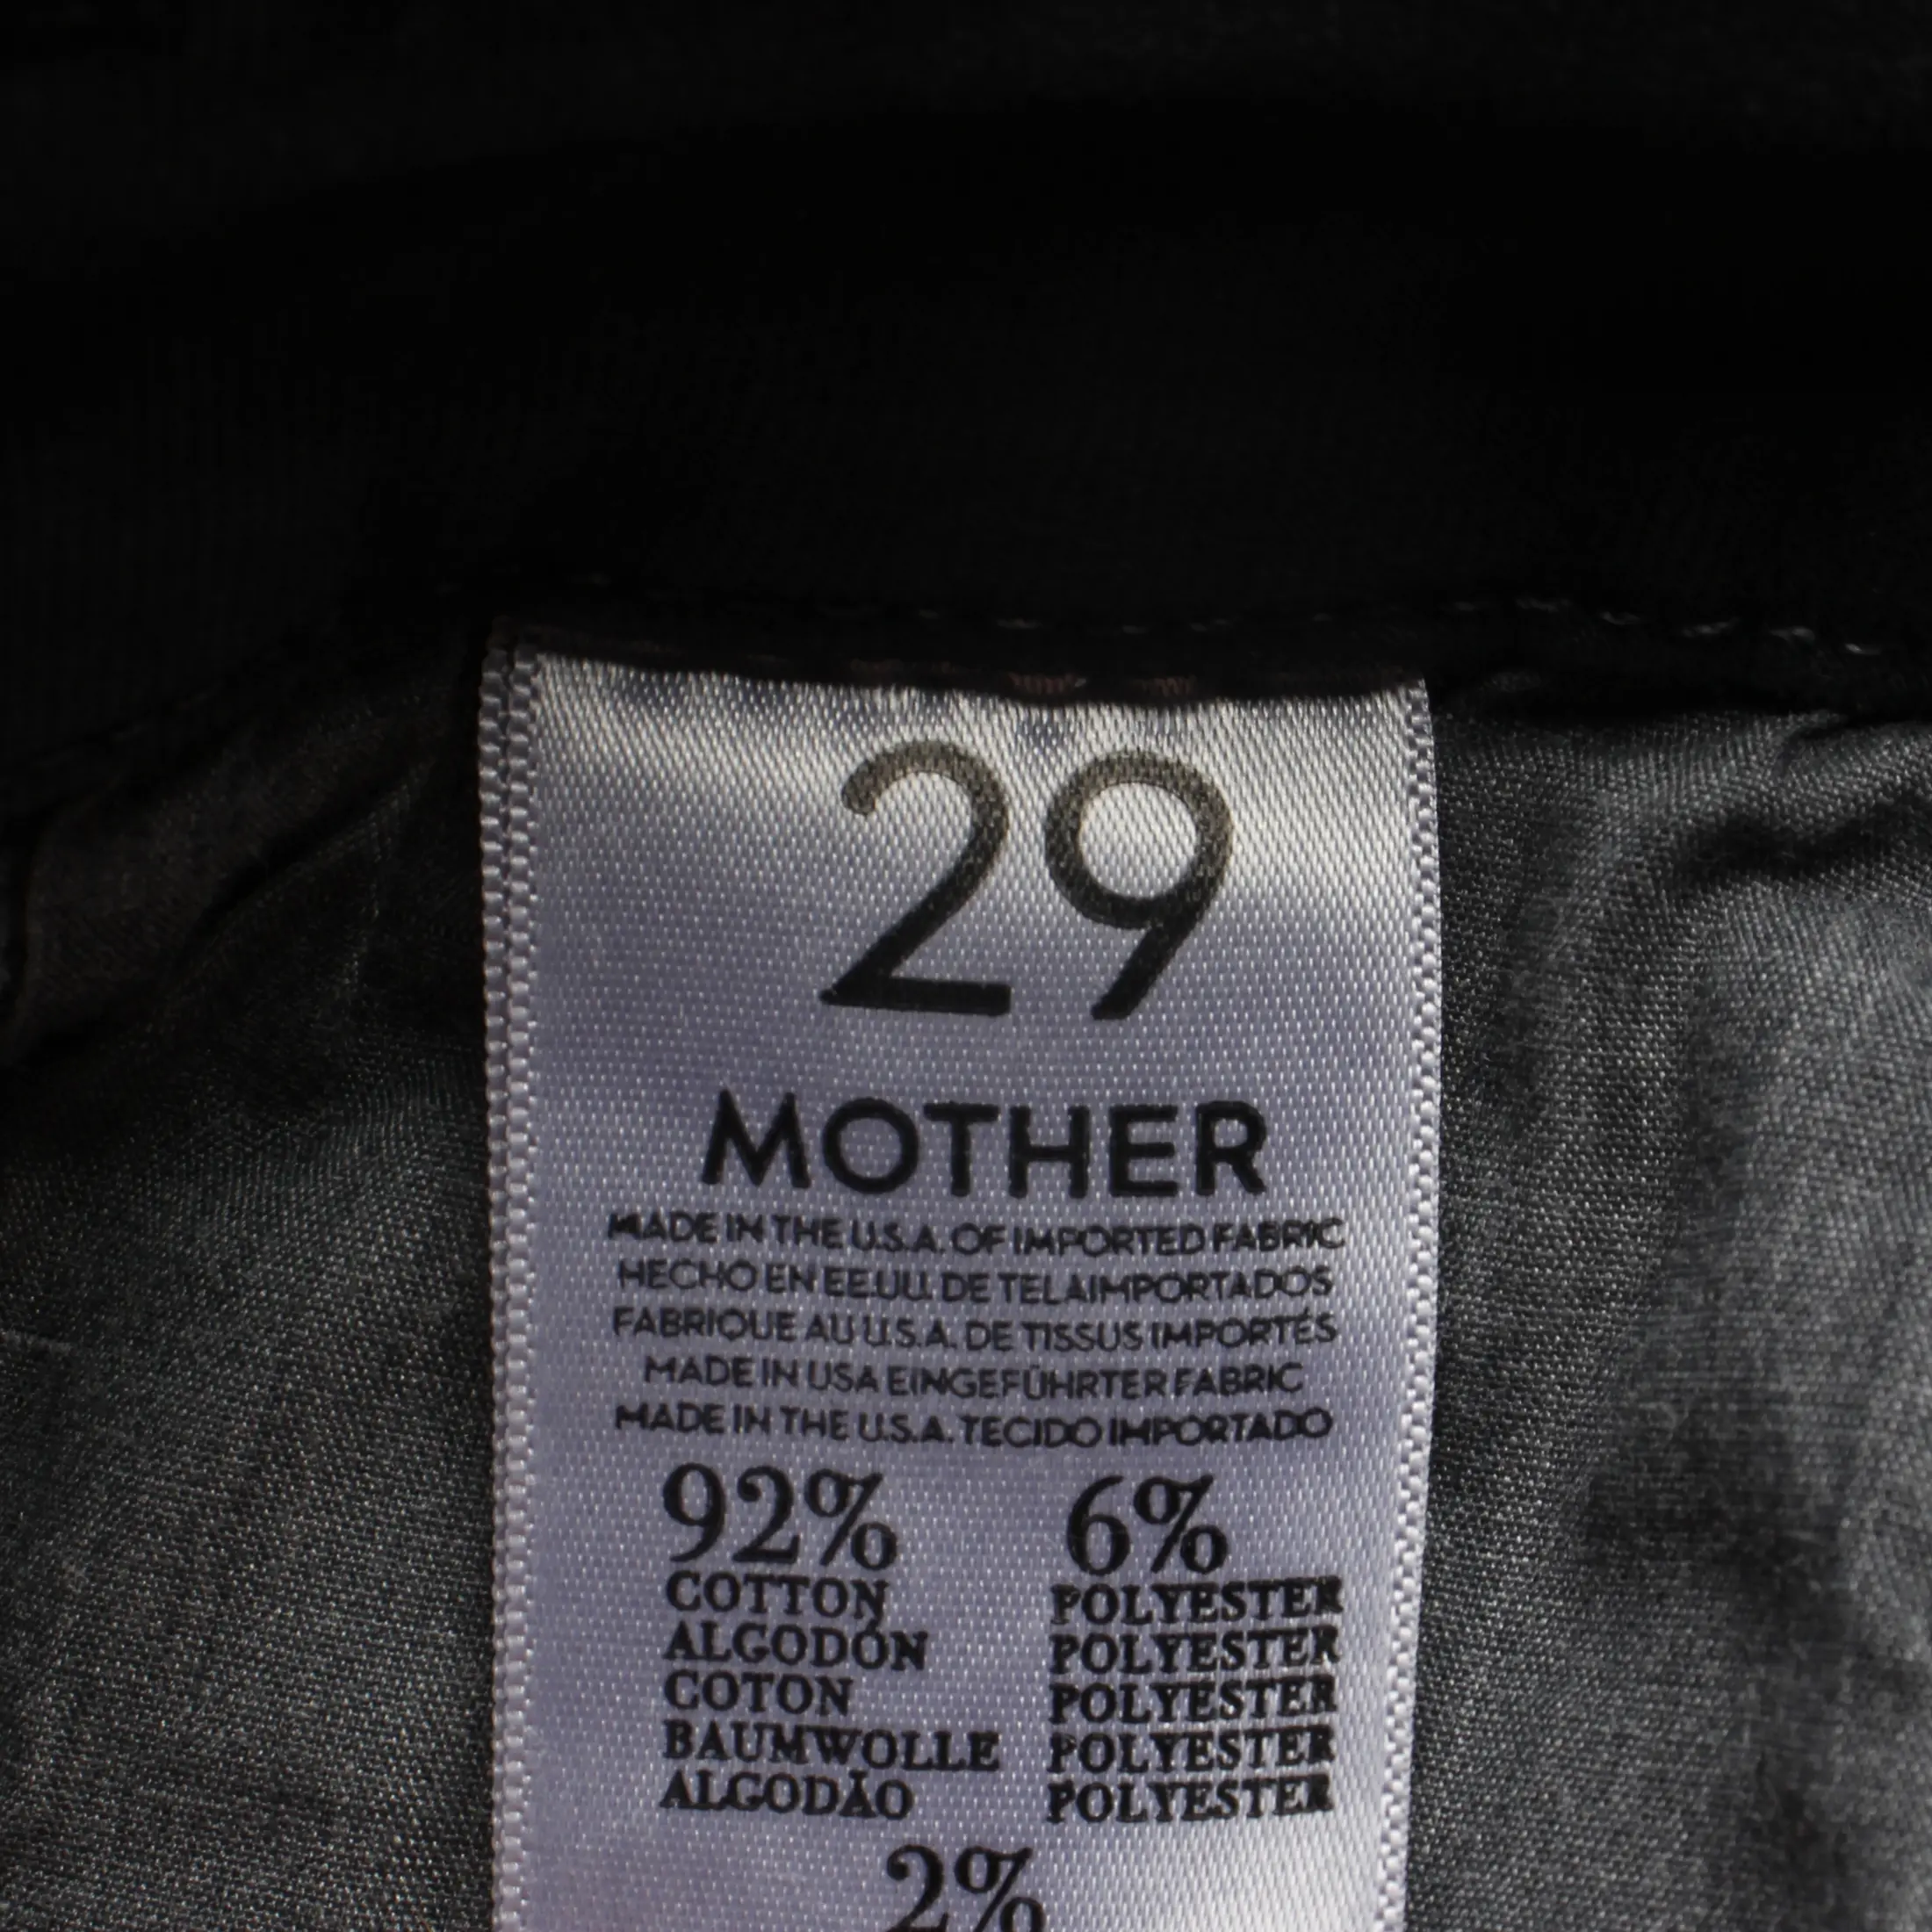 29
MOTHER
MADE IN THE U.S.A. OF IMPORTED FABRIC
HECHO EN EE.UU. DE TELA IMPORTADOS
FABRIQUE AU U.S.A. DE TISSUS IMPORTÉS
MADE IN USA EINGEFÜHRTER FABRIC
MADE IN THE U.S.A. TECIDO IMPORTADO
92% 6%
COTTON POLYESTER
ALGODÓN POLYESTER
COTON POLYESTER
BAUMWOLLE POLYESTER
ALGODÃO POLYESTER
2%